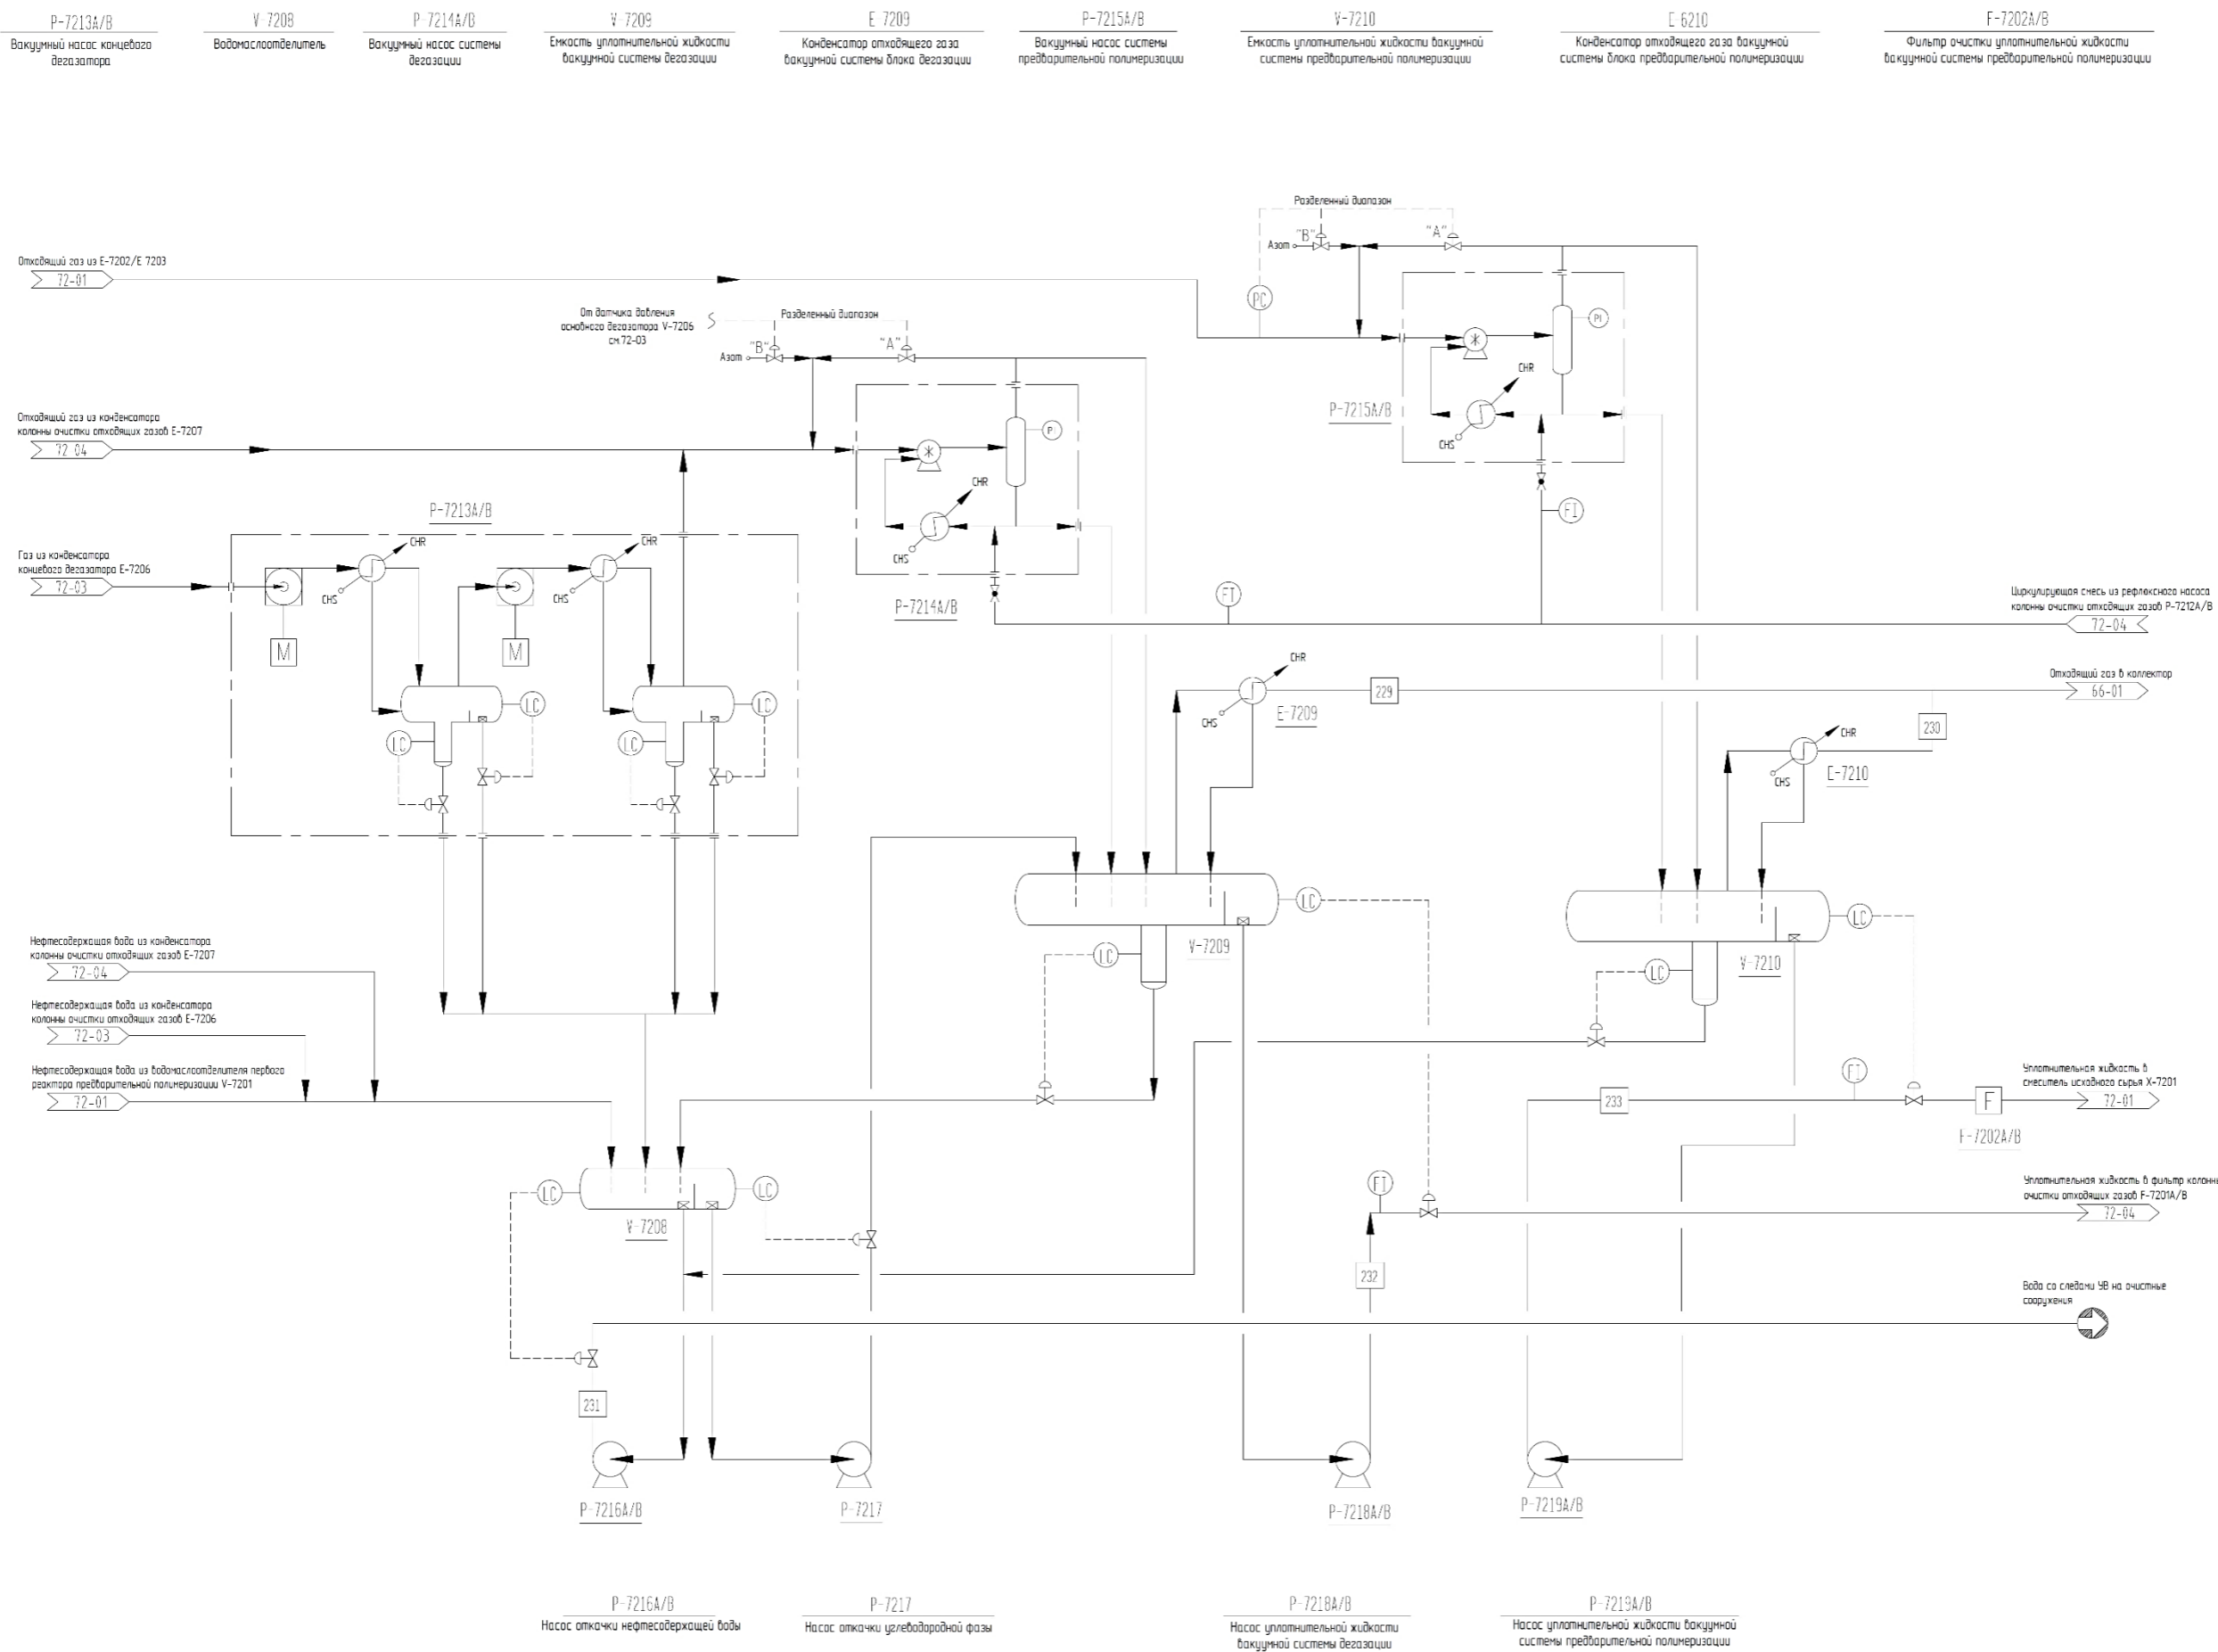 P-7213A/B
Вакуумный насос концевого
дегазатора
V-7208
Водомаслоотделитель
P-7214A/B
Вакуумный насос системы
дегазации
V-7209
Емкость уплотнительной жидкости
вакуумной системы дегазации
E-7209
Конденсатор отходящего газа
вакуумной системы блока дегазации
P-7215A/B
Вакуумный насос системы
предварительной полимеризации
V-7210
Емкость уплотнительной жидкости вакуумной
системы предварительной полимеризации
E-6210
Конденсатор отходящего газа вакуумной
системы блока предварительной полимеризации
F-7202A/B
Фильтр очистки уплотнительной жидкости
вакуумной системы предварительной полимеризации
Разделенный диапазон
"B"
"A"
Азот
Отходящий газ из E-7202/E 7203
72-01
PC
PI
От датчика давления
основного дегазатора V-7206
см.72-03
Разделенный диапазон
"B"
"A"
Азот
CHR
P-7215A/B
CHS
Отходящий газ из конденсатора
колонны очистки отходящих газов E-7207
72-04
PI
CHR
P-7213A/B
FI
CHR
CHR
CHS
Газ из конденсатора
концевого дегазатора E-7206
72-03
CHS
CHS
P-7214A/B
FI
Циркулирующая смесь из рефлюксного насоса
колонны очистки отходящих газов P-7212A/B
72-04
M
M
CHR
Отходящий газ в коллектор
66-01
229
E-7209
CHS
LC
LC
230
CHR
LC
LC
E-7210
CHS
LC
LC
V-7209
V-7210
LC
LC
Нефтесодержащая вода из конденсатора
колонны очистки отходящих газов E-7207
72-04
Нефтесодержащая вода из конденсатора
колонны очистки отходящих газов E-7206
72-03
Нефтесодержащая вода из водомаслоотделителя первого
реактора предварительной полимеризации V-7201
72-01
FI
Уплотнительная жидкость в
смеситель исходного сырья X-7201
72-01
233
F
F-7202A/B
LC
LC
V-7208
FI
Уплотнительная жидкость в фильтр колонны
очистки отходящих газов F-7201A/B
72-04
232
Вода со следами УВ на очистные
сооружения
231
P-7216A/B
P-7217
P-7218A/B
P-7219A/B
P-7216A/B
Насос откачки нефтесодержащей воды
P-7217
Насос откачки углеводородной фазы
P-7218A/B
Насос уплотнительной жидкости
вакуумной системы дегазации
P-7219A/B
Насос уплотнительной жидкости вакуумной
системы предварительной полимеризации